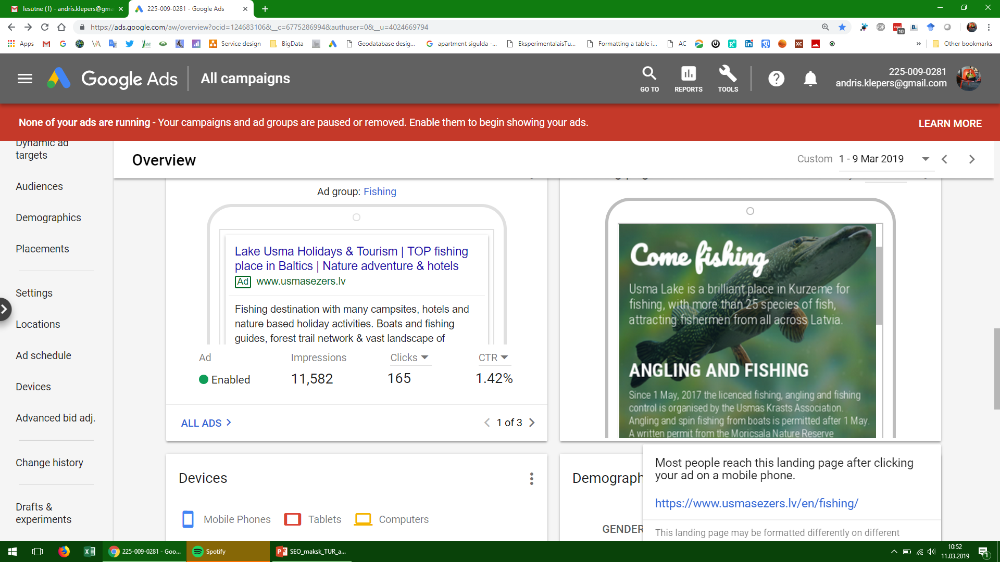 Iesūtne (1) - andris.klepers@gma
225-009-0281 - Google Ads
https://ads.google.com/aw/overview?ocid=124683106&__c=6775286994&authuser=0&__u=4024669794
ABP
10
B.
Apps
Service design
BigData
Geodatabase desig...
apartment sigulda -...
EksperimentalaisTu...
Formatting a table i...
AC
XC
»
Other bookmarks
Google Ads
All campaigns
GO TO
REPORTS
TOOLS
225-009-0281
andris.klepers@gmail.com
None of your ads are running - Your campaigns and ad groups are paused or removed. Enable them to begin showing your ads.
LEARN MORE
Dynamic ad
targets
Audiences
Demographics
Placements
Settings
Locations
Ad schedule
Devices
Advanced bid adj.
Change history
Drafts &
experiments
Overview
Custom 1 - 9 Mar 2019
Ad group: Fishing
Lake Usma Holidays & Tourism | TOP fishing
place in Baltics | Nature adventure & hotels
Ad www.usmasezers.lv
Fishing destination with many campsites, hotels and
nature based holiday activities. Boats and fishing
guides, forest trail network & vast landscape of
Ad Impressions Clicks CTR
Enabled 11,582 165 1.42%
ALL ADS
1 of 3
Come fishing
Usma Lake is a brilliant place in Kurzeme for
fishing, with more than 25 species of fish,
attracting fishermen from all across Latvia.
ANGLING AND FISHING
Since 1 May, 2017 the licenced fishing, angling and fishing
control is organised by the Usmas Krasts Association.
Angling and spin fishing from boats is permitted after 1 May.
A written permit from the Moricsala Nature Reserve
Devices
Mobile Phones Tablets Computers
Demograph
GENDER
Most people reach this landing page after clicking
your ad on a mobile phone.
https://www.usmasezers.lv/en/fishing/
This landing page may be formatted differently on different
225-009-0281 - Goo...
Spotify
SEO_maksk_TUR_a...
10:52
11.03.2019
1